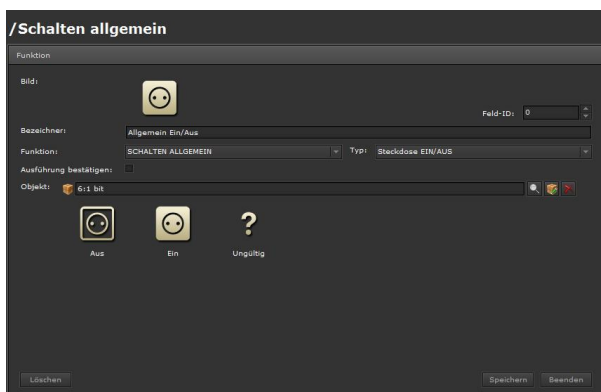 /Schalten allgemein
Funktion
Bild:
Feld-ID: 0
Bezeichner: Allgemein Ein/Aus
Funktion: SCHALTEN ALLGEMEIN Typ: Steckdose EIN/AUS
Ausführung bestätigen:
Objekt: 6:1 bit
Aus Ein Ungültig
Löschen Speichern Beenden